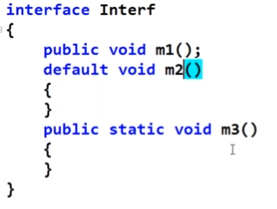 interface Interf
{
public void m1();
default void m2()
{
}
public static void m3()
{
}
}